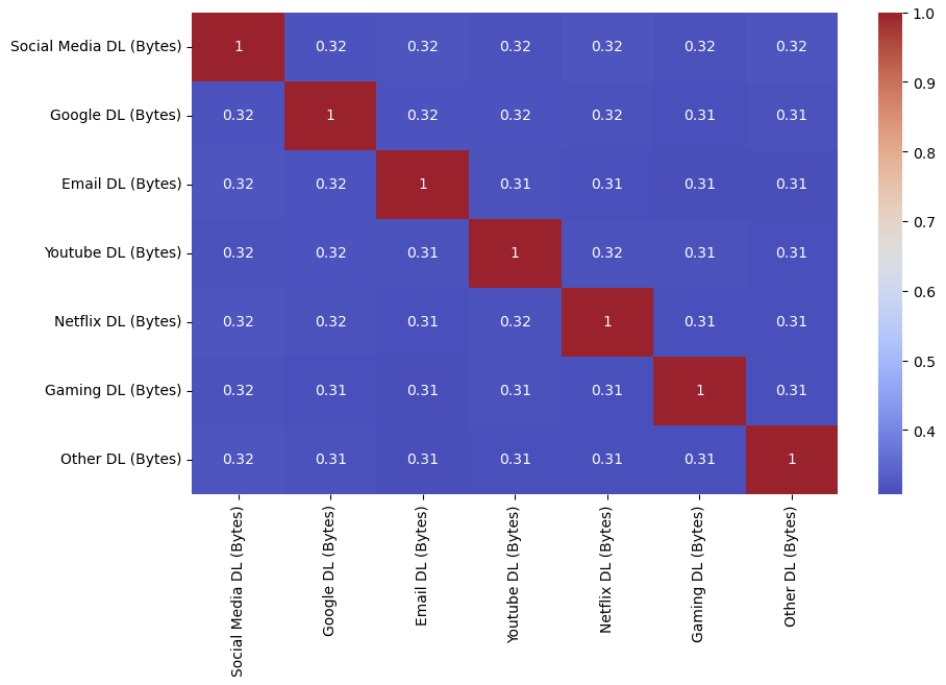 Social Media DL (Bytes) 1 0.32 0.32 0.32 0.32 0.32 0.32
Google DL (Bytes) 0.32 1 0.32 0.32 0.32 0.31 0.31
Email DL (Bytes) 0.32 0.32 1 0.31 0.31 0.31 0.31
Youtube DL (Bytes) 0.32 0.32 0.31 1 0.32 0.31 0.31
Netflix DL (Bytes) 0.32 0.32 0.31 0.32 1 0.31 0.31
Gaming DL (Bytes) 0.32 0.31 0.31 0.31 0.31 1 0.31
Other DL (Bytes) 0.32 0.31 0.31 0.31 0.31 0.31 1
Social Media DL (Bytes)
Google DL (Bytes)
Email DL (Bytes)
Youtube DL (Bytes)
Netflix DL (Bytes)
Gaming DL (Bytes)
Other DL (Bytes)
1.0
0.9
0.8
0.7
0.6
0.5
0.4